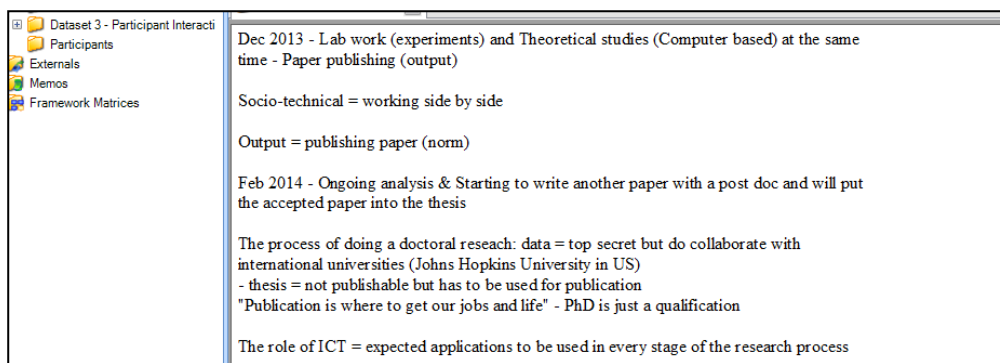 Dataset 3 - Participant Interacti
Participants
Externals
Memos
Framework Matrices
Dec 2013 - Lab work (experiments) and Theoretical studies (Computer based) at the same
time - Paper publishing (output)
Socio-technical = working side by side
Output = publishing paper (norm)
Feb 2014 - Ongoing analysis & Starting to write another paper with a post doc and will put
the accepted paper into the thesis
The process of doing a doctoral reseach: data = top secret but do collaborate with
international universities (Johns Hopkins University in US)
- thesis = not publishable but has to be used for publication
"Publication is where to get our jobs and life" - PhD is just a qualification
The role of ICT = expected applications to be used in every stage of the research process